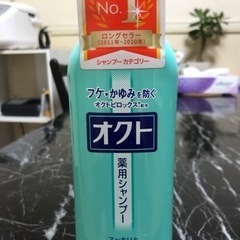 No.1
ロングセラー
(2011年-2020年)
シャンプーカテゴリー
フケ・かゆみを防ぐ
オクトピロックス配合
オクト
薬用シャンプー